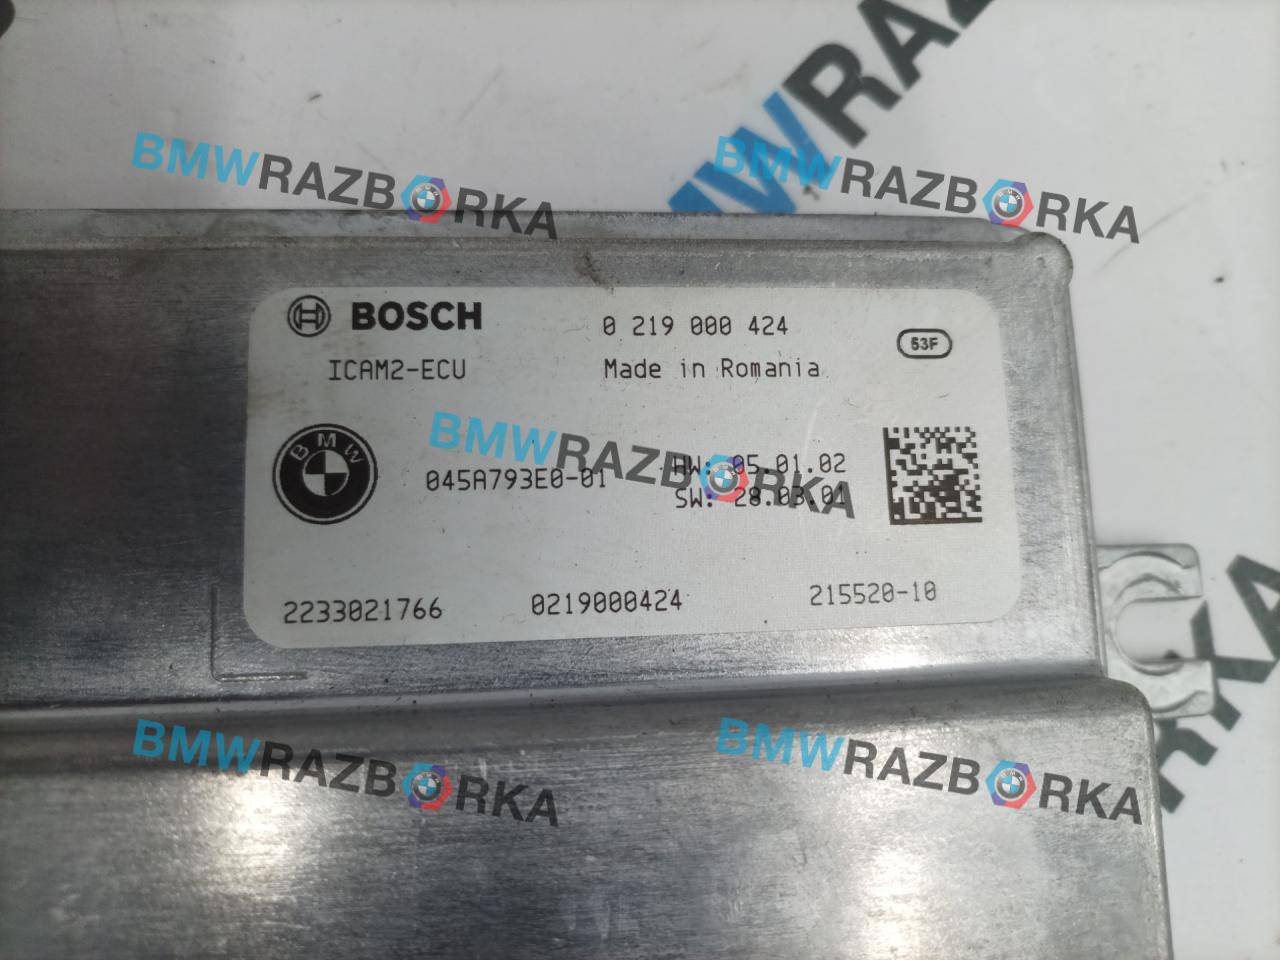 BMWRAZBORKA
BMWRAZBORKA
BOSCH
0 219 000 424
53F
ICAM2-ECU
Made in Romania
BMWRAZBORKA
BMW
045A793E0-01
HW: 05.01.02
SW: 28.03.01
2233021766
0219000424
215520-10
BMWRAZBORKA
BMWRAZBORKA